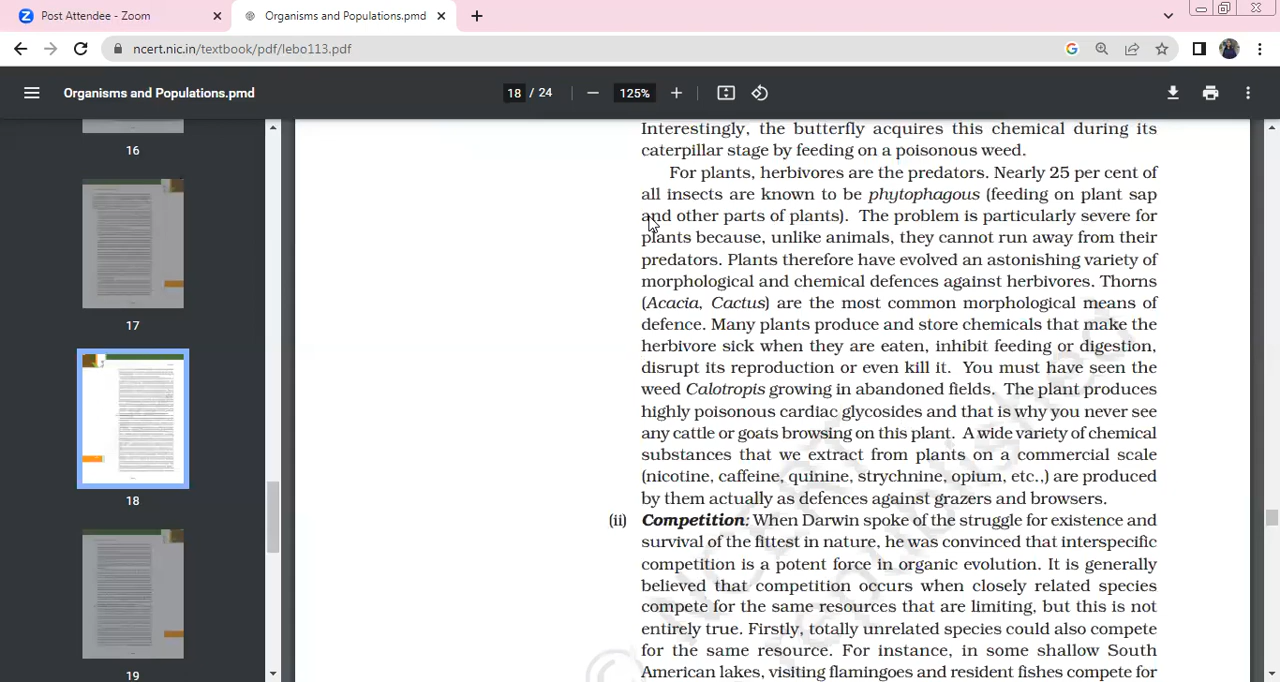 Post Attendee - Zoom
Organisms and Populations.pmd
ncert.nic.in/textbook/pdf/lebo113.pdf
Organisms and Populations.pmd
18 / 24
125%
16
17
18
19
Interestingly, the butterfly acquires this chemical during its
caterpillar stage by feeding on a poisonous weed.
For plants, herbivores are the predators. Nearly 25 per cent of
all insects are known to be phytophagous (feeding on plant sap
and other parts of plants). The problem is particularly severe for
plants because, unlike animals, they cannot run away from their
predators. Plants therefore have evolved an astonishing variety of
morphological and chemical defences against herbivores. Thorns
(Acacia, Cactus) are the most common morphological means of
defence. Many plants produce and store chemicals that make the
herbivore sick when they are eaten, inhibit feeding or digestion,
disrupt its reproduction or even kill it. You must have seen the
weed Calotropis growing in abandoned fields. The plant produces
highly poisonous cardiac glycosides and that is why you never see
any cattle or goats browsing on this plant. A wide variety of chemical
substances that we extract from plants on a commercial scale
(nicotine, caffeine, quinine, strychnine, opium, etc.,) are produced
by them actually as defences against grazers and browsers.
(ii) Competition: When Darwin spoke of the struggle for existence and
survival of the fittest in nature, he was convinced that interspecific
competition is a potent force in organic evolution. It is generally
believed that competition occurs when closely related species
compete for the same resources that are limiting, but this is not
entirely true. Firstly, totally unrelated species could also compete
for the same resource. For instance, in some shallow South
American lakes, visiting flamingoes and resident fishes compete for